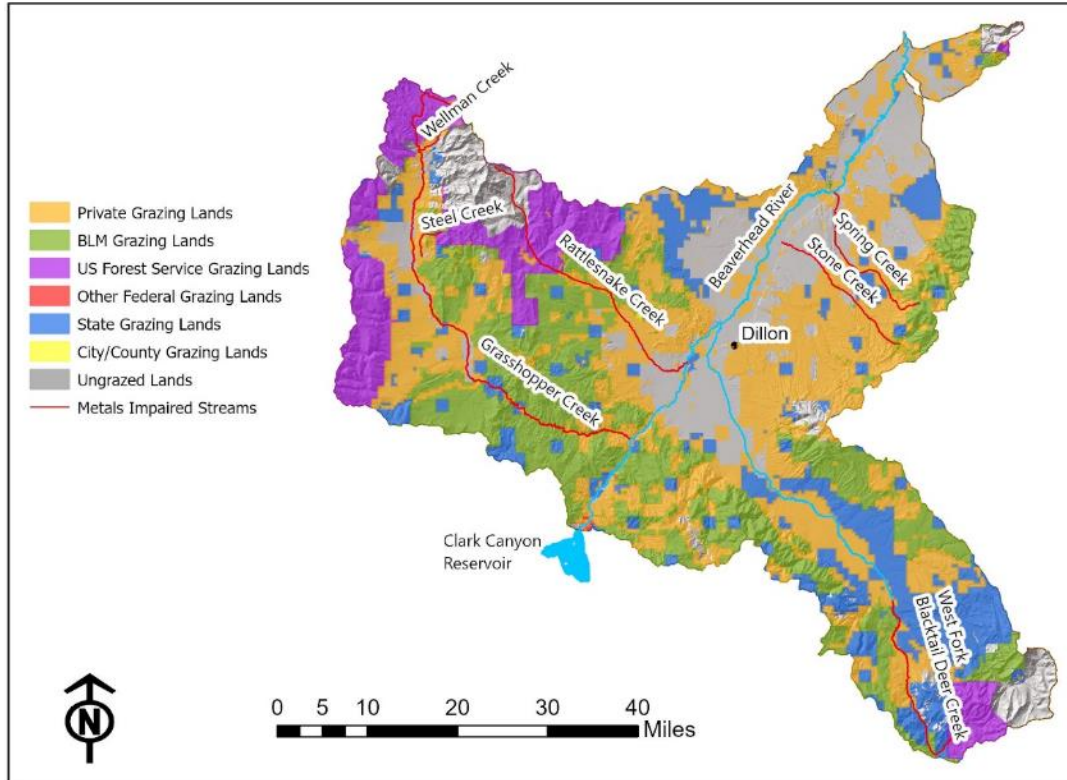 Wellman Creek
Steel Creek
Rattlesnake Creek
Grasshopper Creek
Beaverhead River
Spring Creek
Stone Creek
Dillon
Clark Canyon
Reservoir
West Fork
Blacktail Deer Creek
Private Grazing Lands
BLM Grazing Lands
US Forest Service Grazing Lands
Other Federal Grazing Lands
State Grazing Lands
City/County Grazing Lands
Ungrazed Lands
Metals Impaired Streams
N
0 5 10 20 30 40
Miles